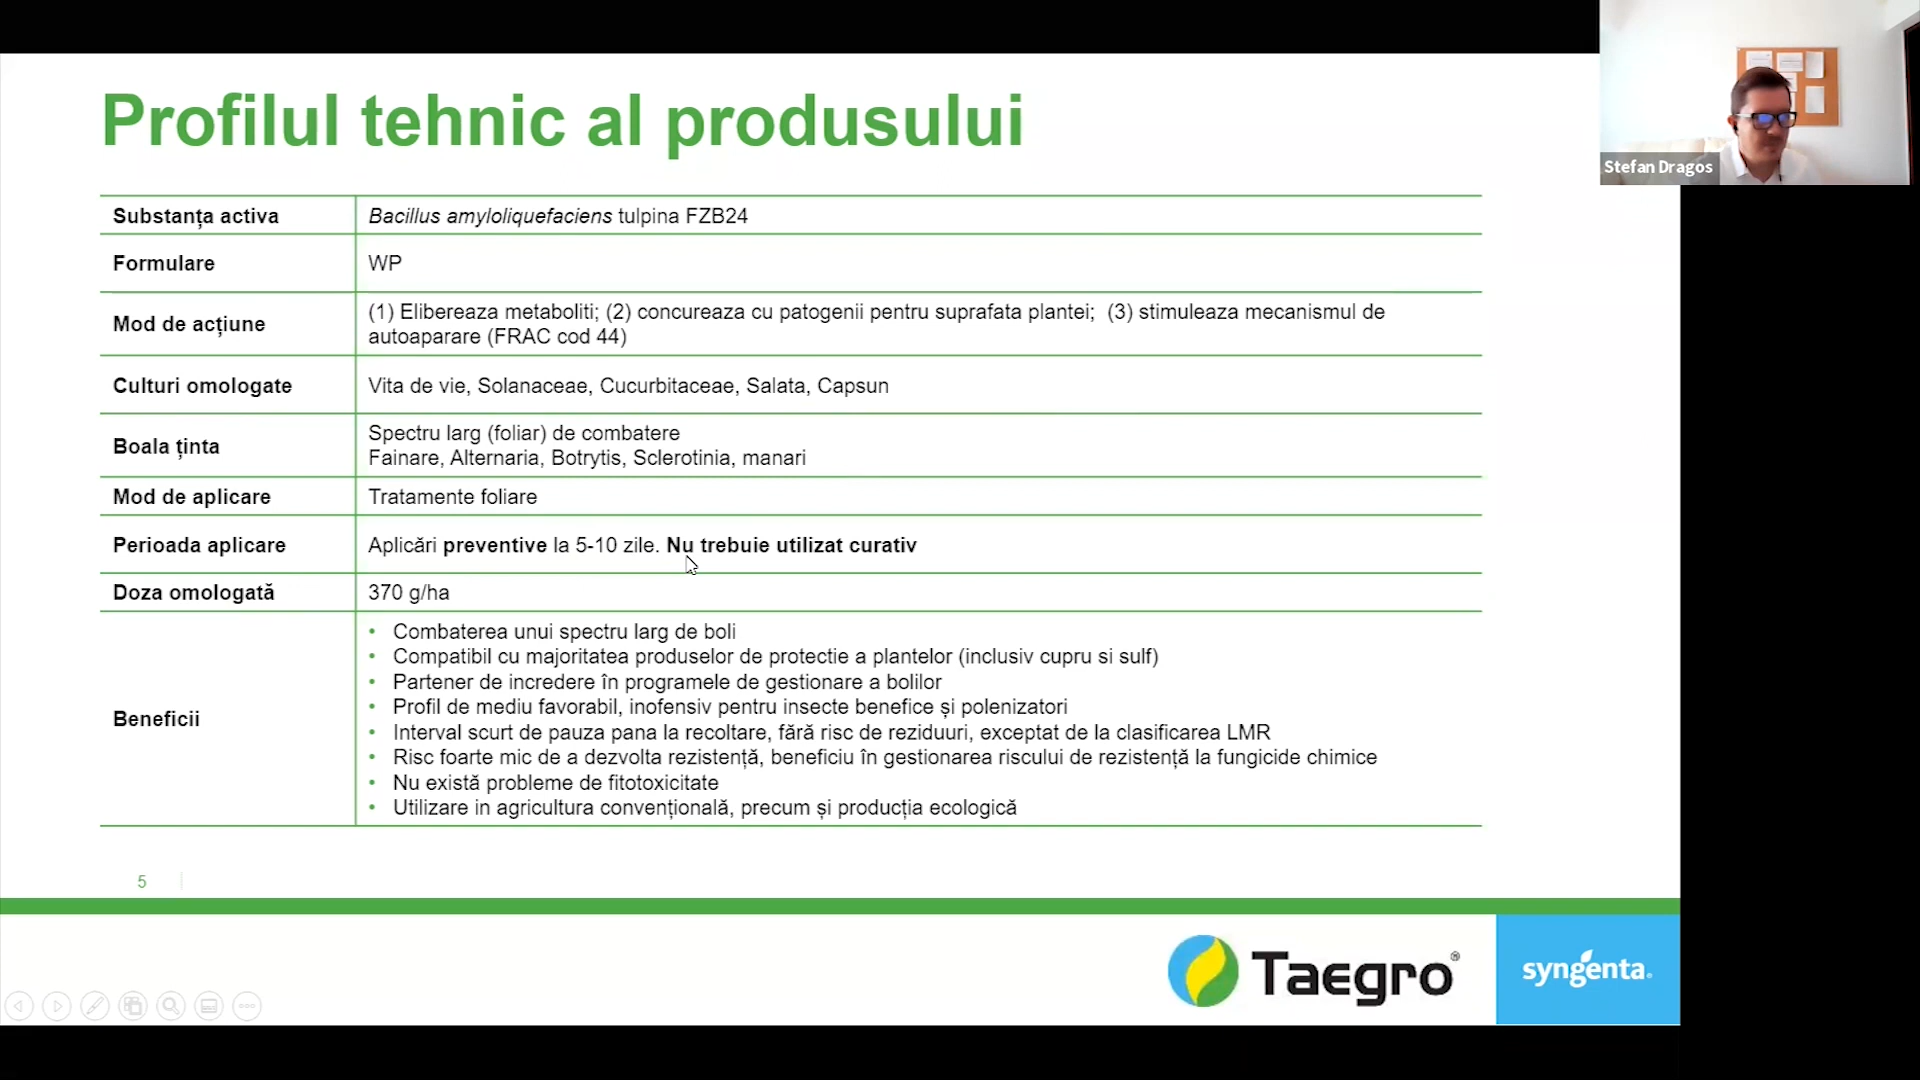 Profilul tehnic al produsului
Stefan Dragos
Substanța activa
Bacillus amyloliquefaciens tulpina FZB24
Formulare
WP
Mod de acțiune
(1) Elibereaza metaboliti; (2) concureaza cu patogenii pentru suprafata plantei; (3) stimuleaza mecanismul de
autoaparare (FRAC cod 44)
Culturi omologate
Vita de vie, Solanaceae, Cucurbitaceae, Salata, Capsun
Boala ținta
Spectru larg (foliar) de combatere
Fainare, Alternaria, Botrytis, Sclerotinia, manari
Mod de aplicare
Tratamente foliare
Perioada aplicare
Aplicări preventive la 5-10 zile. Nu trebuie utilizat curativ
Doza omologată
370 g/ha
Beneficii
• Combaterea unui spectru larg de boli
• Compatibil cu majoritatea produselor de protectie a plantelor (inclusiv cupru si sulf)
• Partener de incredere în programele de gestionare a bolilor
• Profil de mediu favorabil, inofensiv pentru insecte benefice și polenizatori
• Interval scurt de pauza pana la recoltare, fără risc de reziduuri, exceptat de la clasificarea LMR
• Risc foarte mic de a dezvolta rezistență, beneficiu în gestionarea riscului de rezistență la fungicide chimice
• Nu există probleme de fitotoxicitate
• Utilizare in agricultura convențională, precum și producția ecologică
5
Taegro®
syngenta.